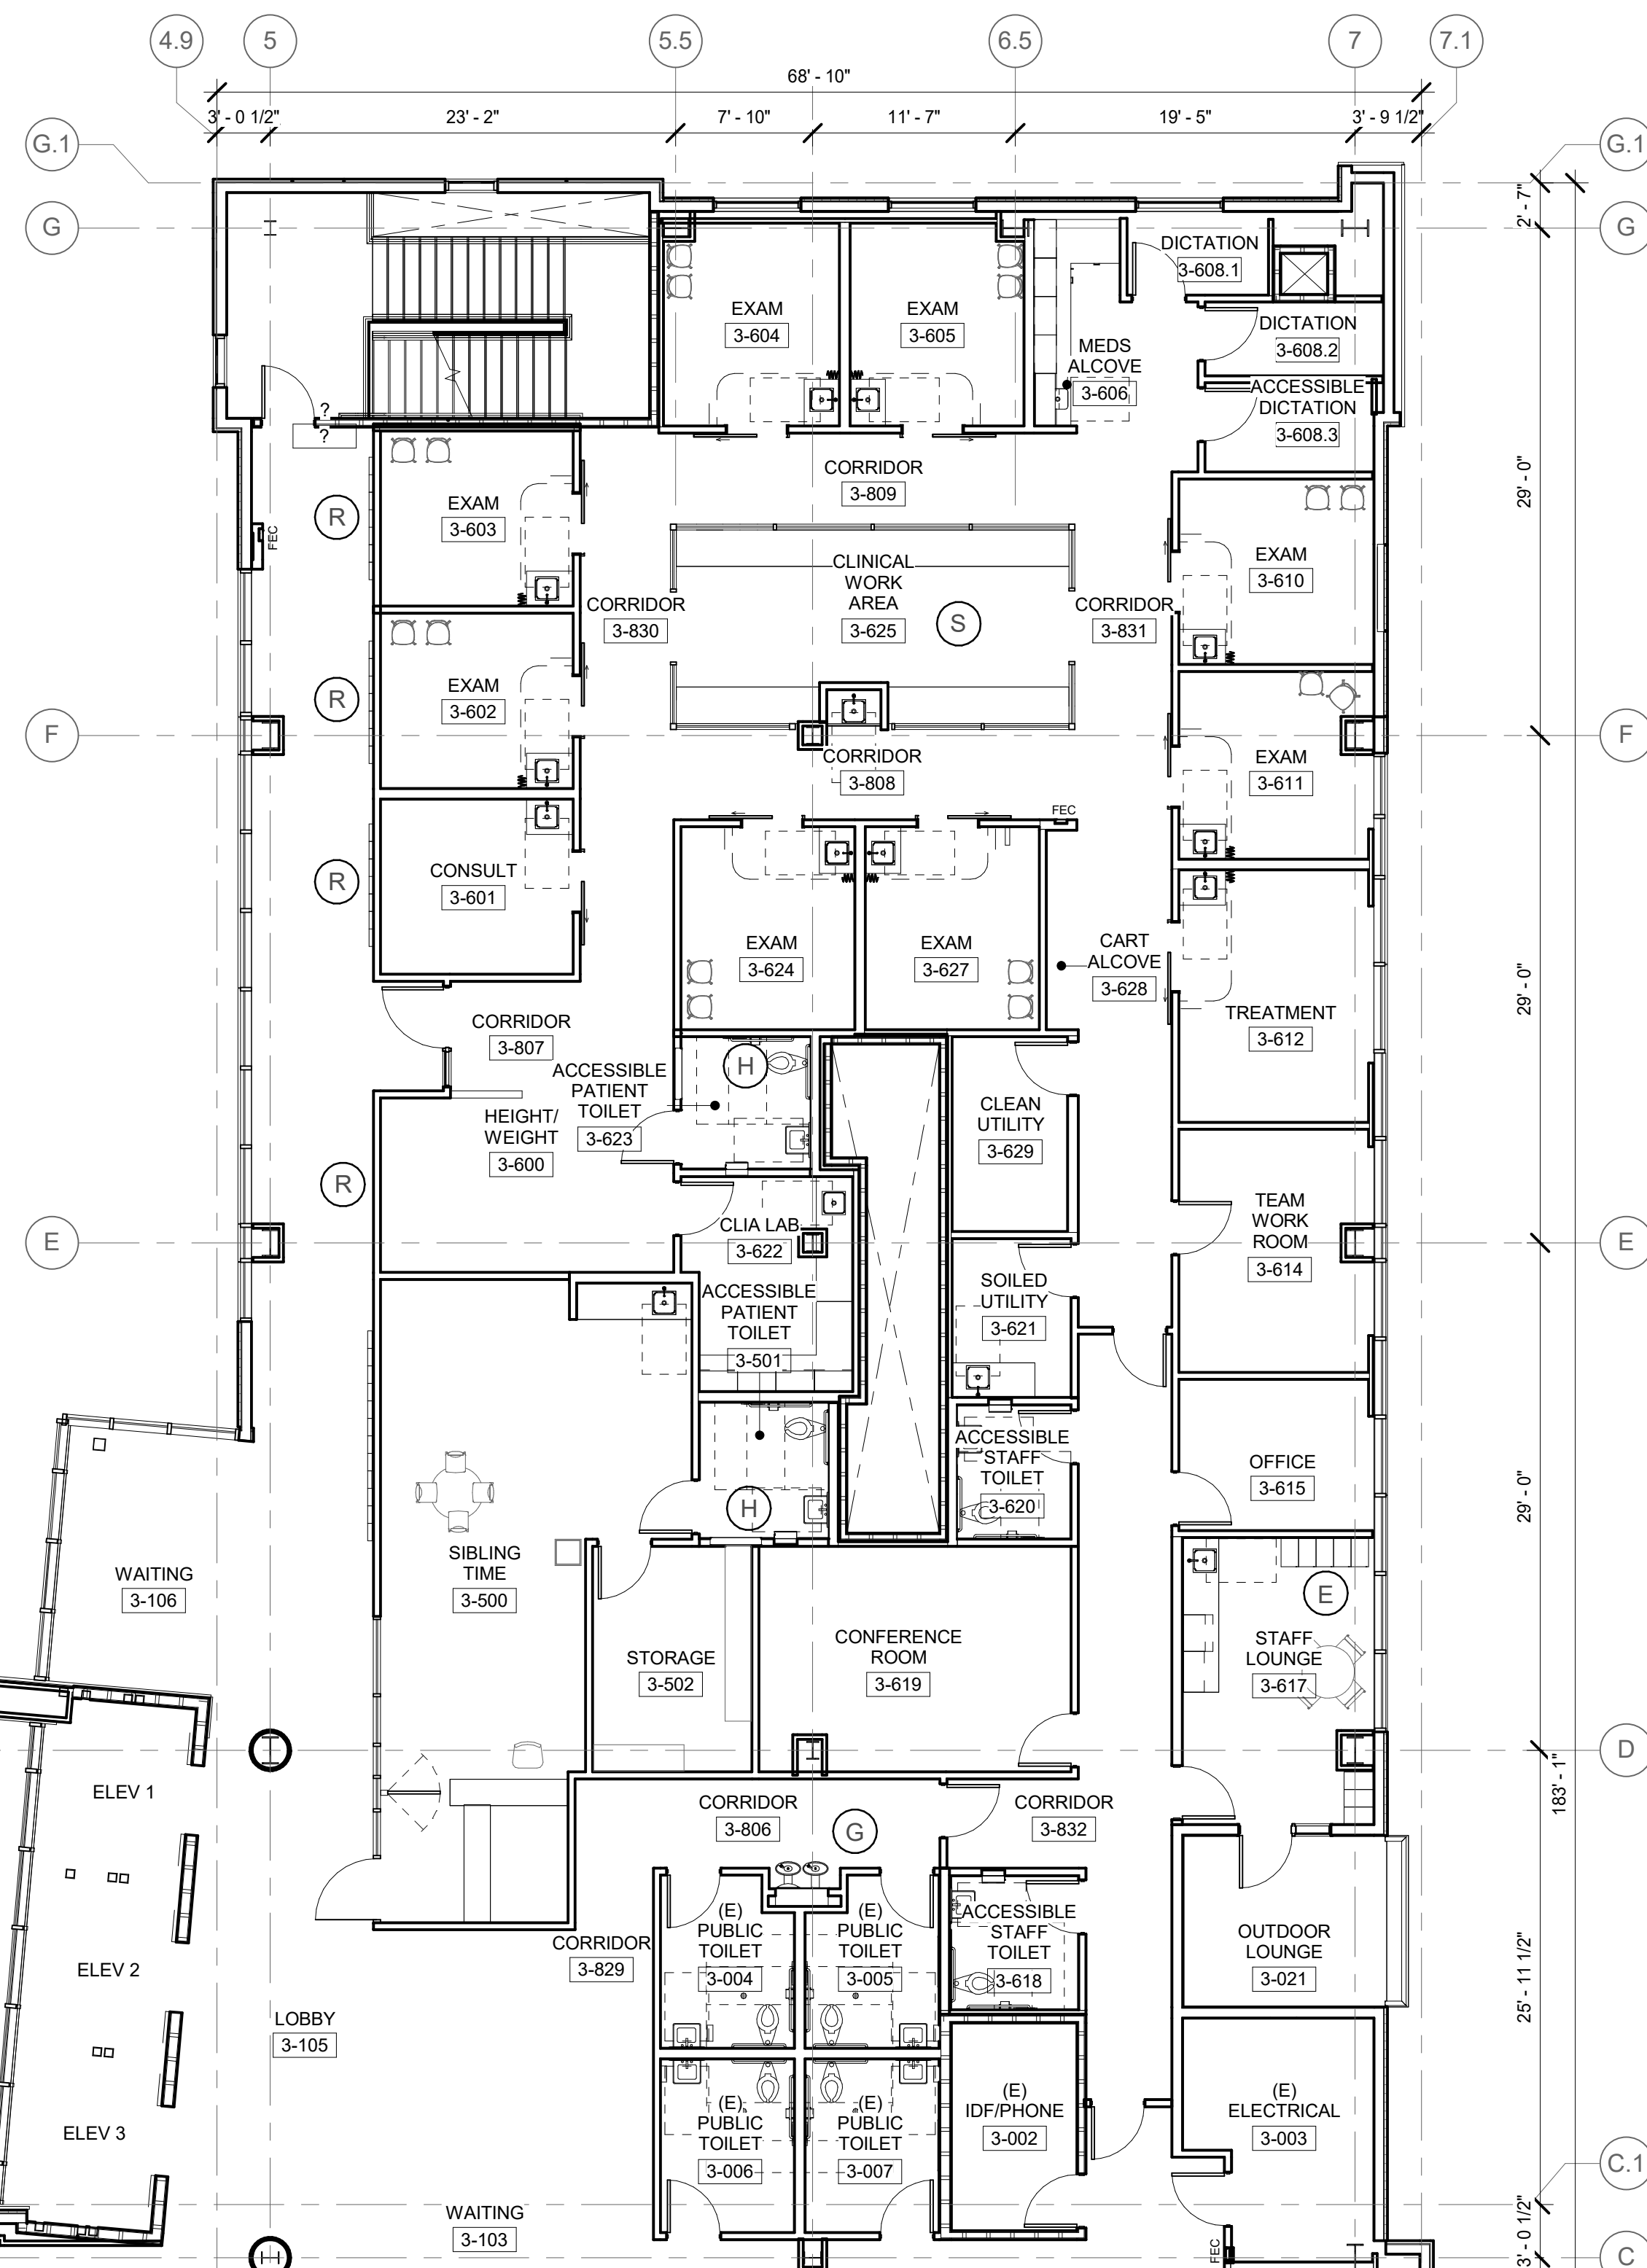 4.9
5
5.5
6.5
7
7.1
68' - 10"
3' - 0 1/2"
23' - 2"
7' - 10"
11' - 7"
19' - 5"
3' - 9 1/2"
G.1
G.1
2' - 7"
G
G
DICTATION
3-608.1
EXAM
3-604
EXAM
3-605
DICTATION
3-608.2
MEDS
ALCOVE
3-606
ACCESSIBLE
DICTATION
3-608.3
?
?
CORRIDOR
3-809
29' - 0"
R
EXAM
3-603
FEC
EXAM
3-610
CLINICAL
WORK
AREA
3-625
S
CORRIDOR
3-830
CORRIDOR
3-831
R
EXAM
3-602
F
F
CORRIDOR
3-808
EXAM
3-611
FEC
R
CONSULT
3-601
EXAM
3-624
EXAM
3-627
CART
ALCOVE
3-628
29' - 0"
TREATMENT
3-612
CORRIDOR
3-807
ACCESSIBLE
PATIENT
TOILET
3-623
H
HEIGHT/
WEIGHT
3-600
CLEAN
UTILITY
3-629
R
TEAM
WORK
ROOM
3-614
CLIA LAB
3-622
E
E
ACCESSIBLE
PATIENT
TOILET
3-501
SOILED
UTILITY
3-621
ACCESSIBLE
STAFF
TOILET
3-620
OFFICE
3-615
H
29' - 0"
SIBLING
TIME
3-500
WAITING
3-106
E
STAFF
LOUNGE
3-617
STORAGE
3-502
CONFERENCE
ROOM
3-619
D
183' - 1"
ELEV 1
CORRIDOR
3-806
G
CORRIDOR
3-832
(E)
PUBLIC
TOILET
3-004
(E)
PUBLIC
TOILET
3-005
ACCESSIBLE
STAFF
TOILET
3-618
OUTDOOR
LOUNGE
3-021
CORRIDOR
3-829
ELEV 2
25' - 11 1/2"
LOBBY
3-105
ELEV 3
(E)
PUBLIC
TOILET
3-006
(E)
PUBLIC
TOILET
3-007
(E)
IDF/PHONE
3-002
(E)
ELECTRICAL
3-003
C.1
WAITING
3-103
FEC
3' - 0 1/2"
C